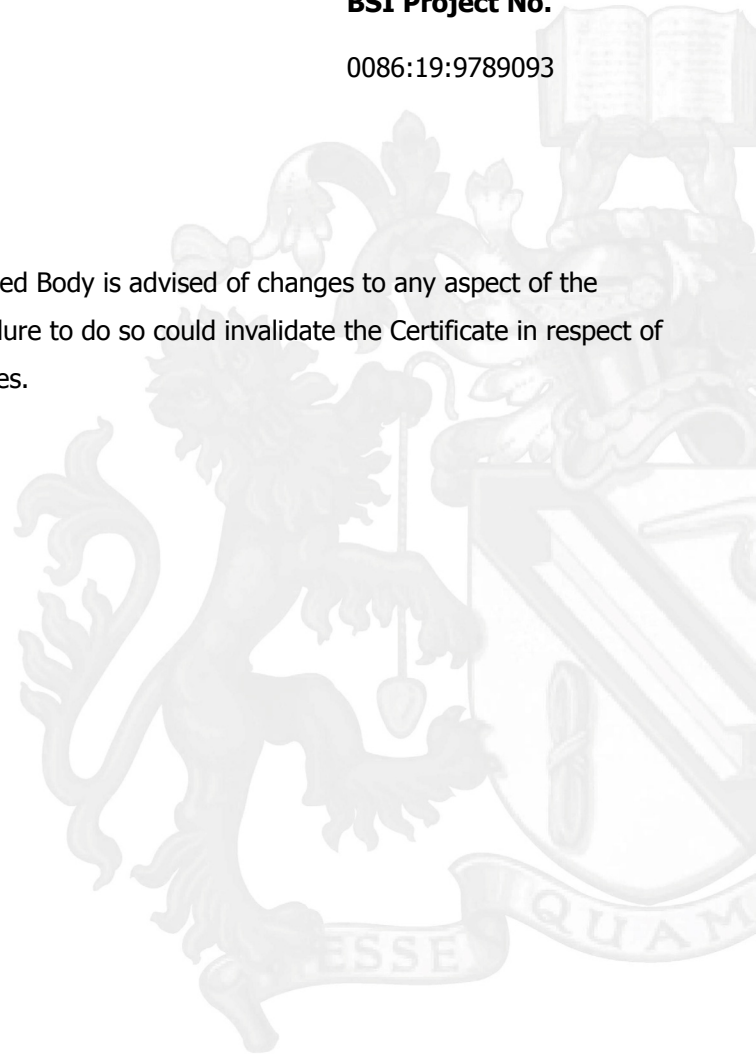 BSI Project No.
0086:19:9789093
ed Body is advised of changes to any aspect of the
lure to do so could invalidate the Certificate in respect of
es.
ESSE
QUAM